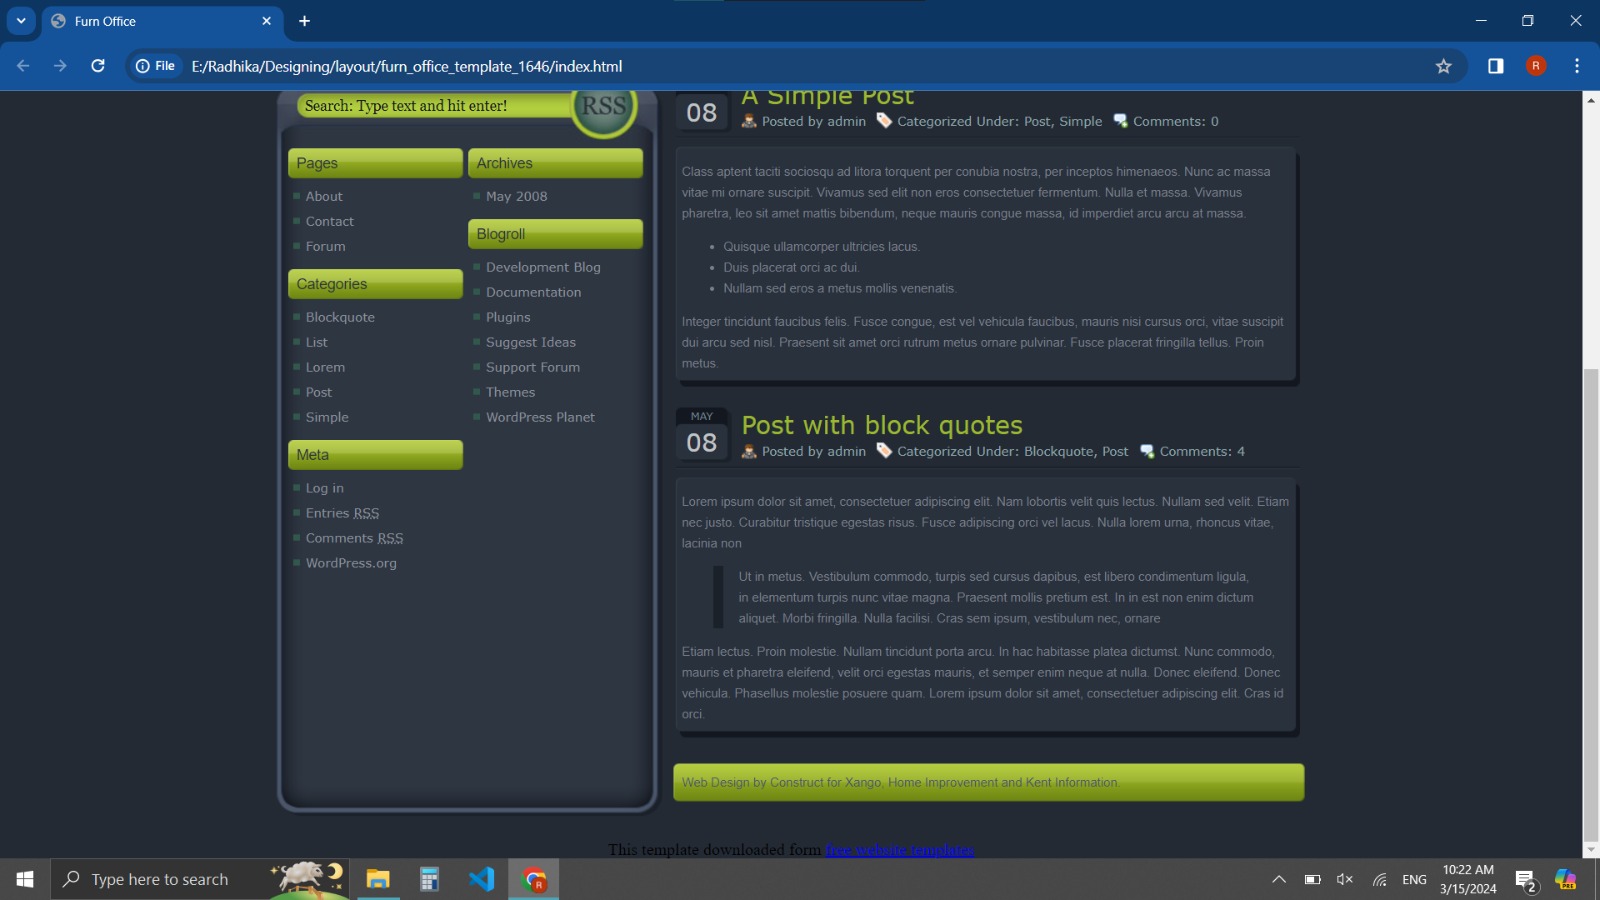 Furn Office
File
E:/Radhika/Designing/layout/furn_office_template_1646/index.html
R
Search: Type text and hit enter!
RSS
Pages
About
Contact
Forum
Categories
Blockquote
List
Lorem
Post
Simple
Meta
Log in
Entries RSS
Comments RSS
WordPress.org
Archives
May 2008
Blogroll
Development Blog
Documentation
Plugins
Suggest Ideas
Support Forum
Themes
WordPress Planet
08
A Simple Post
Posted by admin Categorized Under: Post, Simple Comments: 0
Class aptent taciti sociosqu ad litora torquent per conubia nostra, per inceptos himenaeos. Nunc ac massa
vitae mi ornare suscipit. Vivamus sed elit non eros consectetuer fermentum. Nulla et massa. Vivamus
pharetra, leo sit amet mattis bibendum, neque mauris congue massa, id imperdiet arcu arcu at massa.
Quisque ullamcorper ultricies lacus.
Duis placerat orci ac dui.
Nullam sed eros a metus mollis venenatis.
Integer tincidunt faucibus felis. Fusce congue, est vel vehicula faucibus, mauris nisi cursus orci, vitae suscipit
dui arcu sed nisl. Praesent sit amet orci rutrum metus ornare pulvinar. Fusce placerat fringilla tellus. Proin
metus.
MAY
08
Post with block quotes
Posted by admin Categorized Under: Blockquote, Post Comments: 4
Lorem ipsum dolor sit amet, consectetuer adipiscing elit. Nam lobortis velit quis lectus. Nullam sed velit. Etiam
nec justo. Curabitur tristique egestas risus. Fusce adipiscing orci vel lacus. Nulla lorem urna, rhoncus vitae,
lacinia non
Ut in metus. Vestibulum commodo, turpis sed cursus dapibus, est libero condimentum ligula,
in elementum turpis nunc vitae magna. Praesent mollis pretium est. In in est non enim dictum
aliquet. Morbi fringilla. Nulla facilisi. Cras sem ipsum, vestibulum nec, ornare
Etiam lectus. Proin molestie. Nullam tincidunt porta arcu. In hac habitasse platea dictumst. Nunc commodo,
mauris et pharetra eleifend, velit orci egestas mauris, et semper enim neque at nulla. Donec eleifend. Donec
vehicula. Phasellus molestie posuere quam. Lorem ipsum dolor sit amet, consectetuer adipiscing elit. Cras id
orci.
Web Design by Construct for Xango, Home Improvement and Kent Information.
This template downloaded form free website templates
Type here to search
R
ENG
10:22 AM
3/15/2024
2
PRE